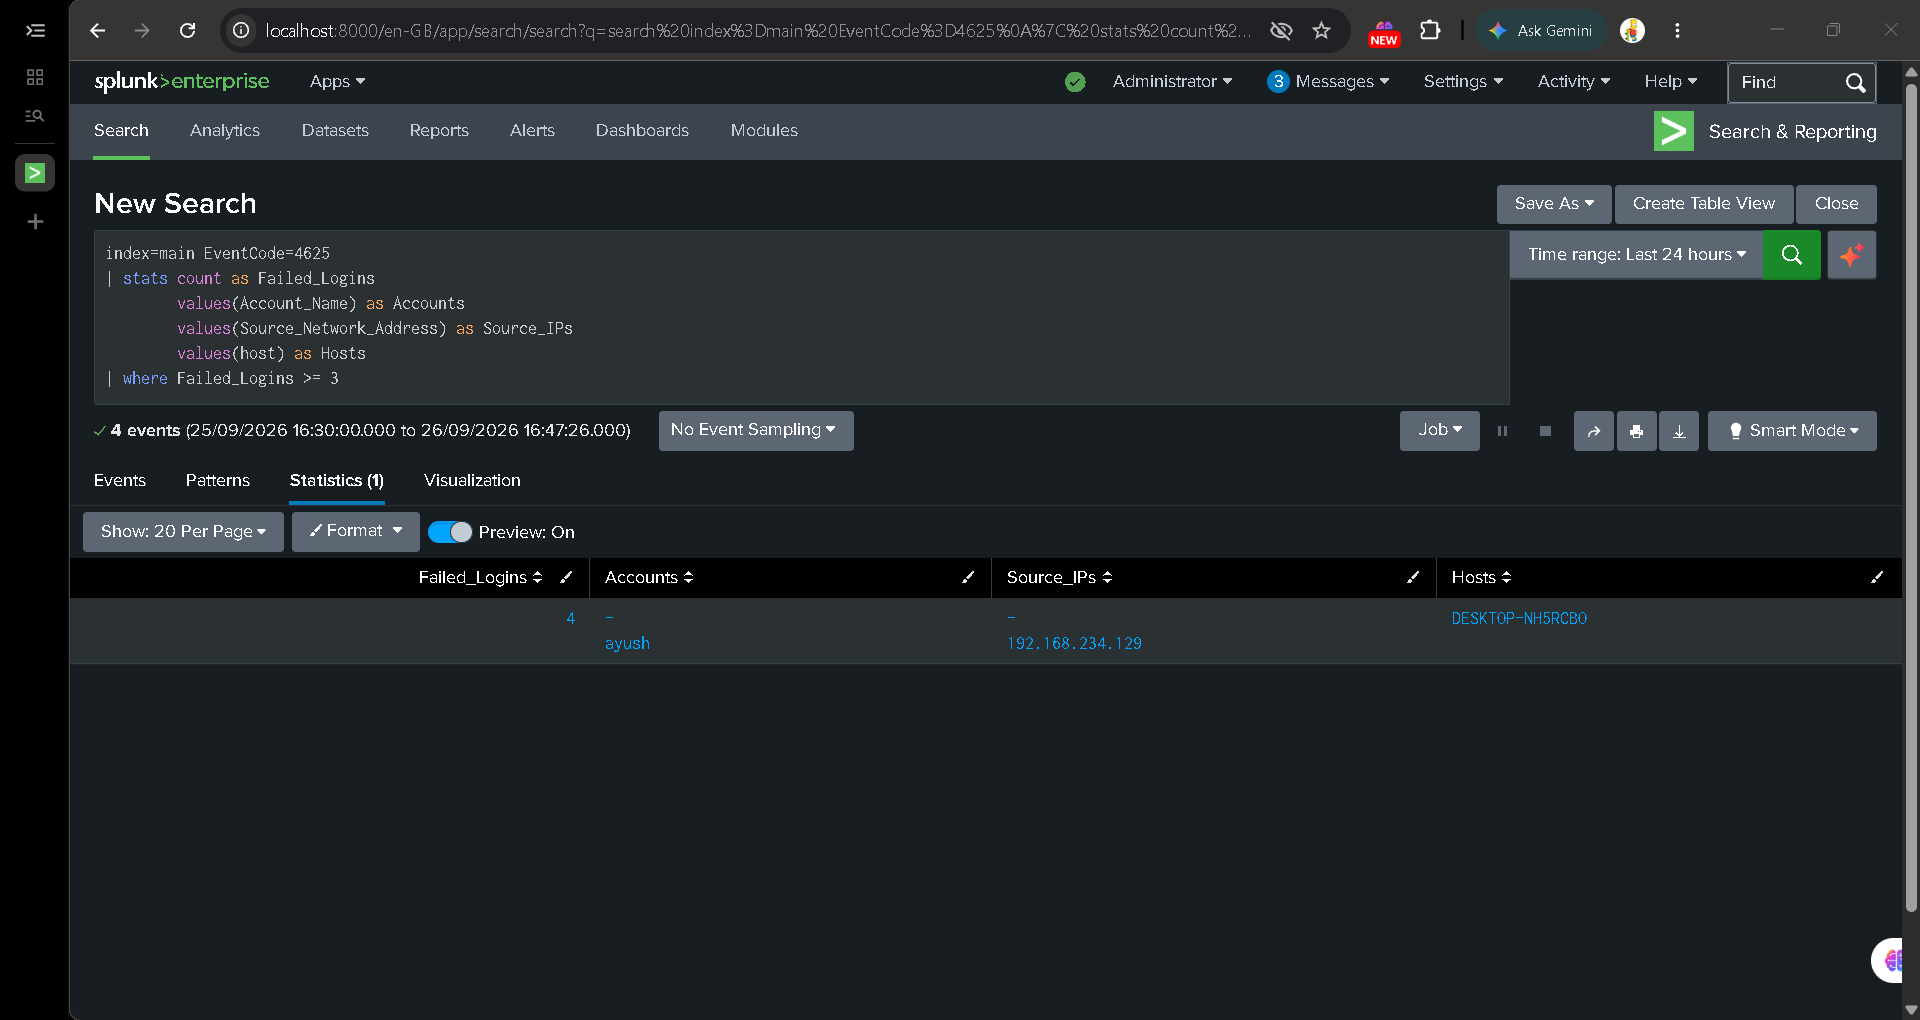 localhost:8000/en-GB/app/search/search?q=search%20index%3Dmain%20EventCode%3D4625%0A%7C%20stats%20count%2...
NEW
Ask Gemini
splunk>enterprise
Apps
Administrator
3 Messages
Settings
Activity
Help
Find
Search
Analytics
Datasets
Reports
Alerts
Dashboards
Modules
Search & Reporting
New Search
Save As
Create Table View
Close
index=main EventCode=4625
| stats count as Failed_Logins
values(Account_Name) as Accounts
values(Source_Network_Address) as Source_IPs
values(host) as Hosts
| where Failed_Logins >= 3
Time range: Last 24 hours
4 events (25/09/2026 16:30:00.000 to 26/09/2026 16:47:26.000)
No Event Sampling
Job
Smart Mode
Events
Patterns
Statistics (1)
Visualization
Show: 20 Per Page
Format
Preview: On
Failed_Logins
Accounts
Source_IPs
Hosts
4
-
ayush
-
192.168.234.129
DESKTOP-NH5RCBO